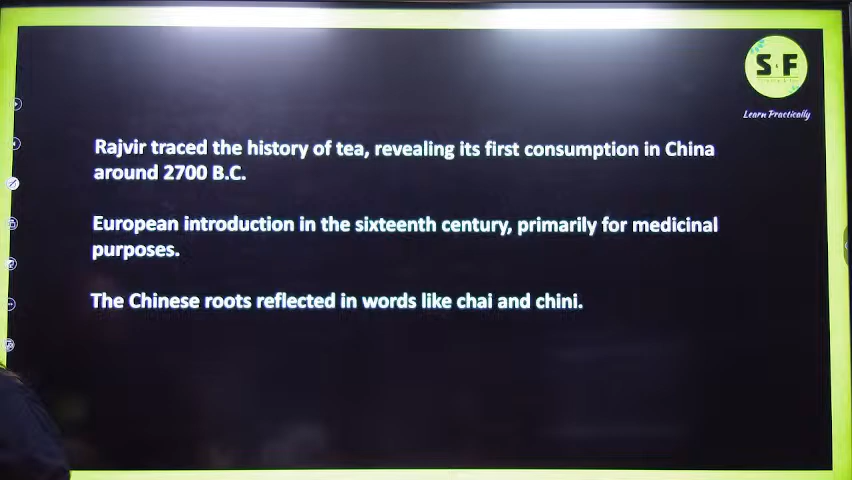 S F
Learn Practically
Rajvir traced the history of tea, revealing its first consumption in China
around 2700 B.C.
European introduction in the sixteenth century, primarily for medicinal
purposes.
The Chinese roots reflected in words like chai and chini.